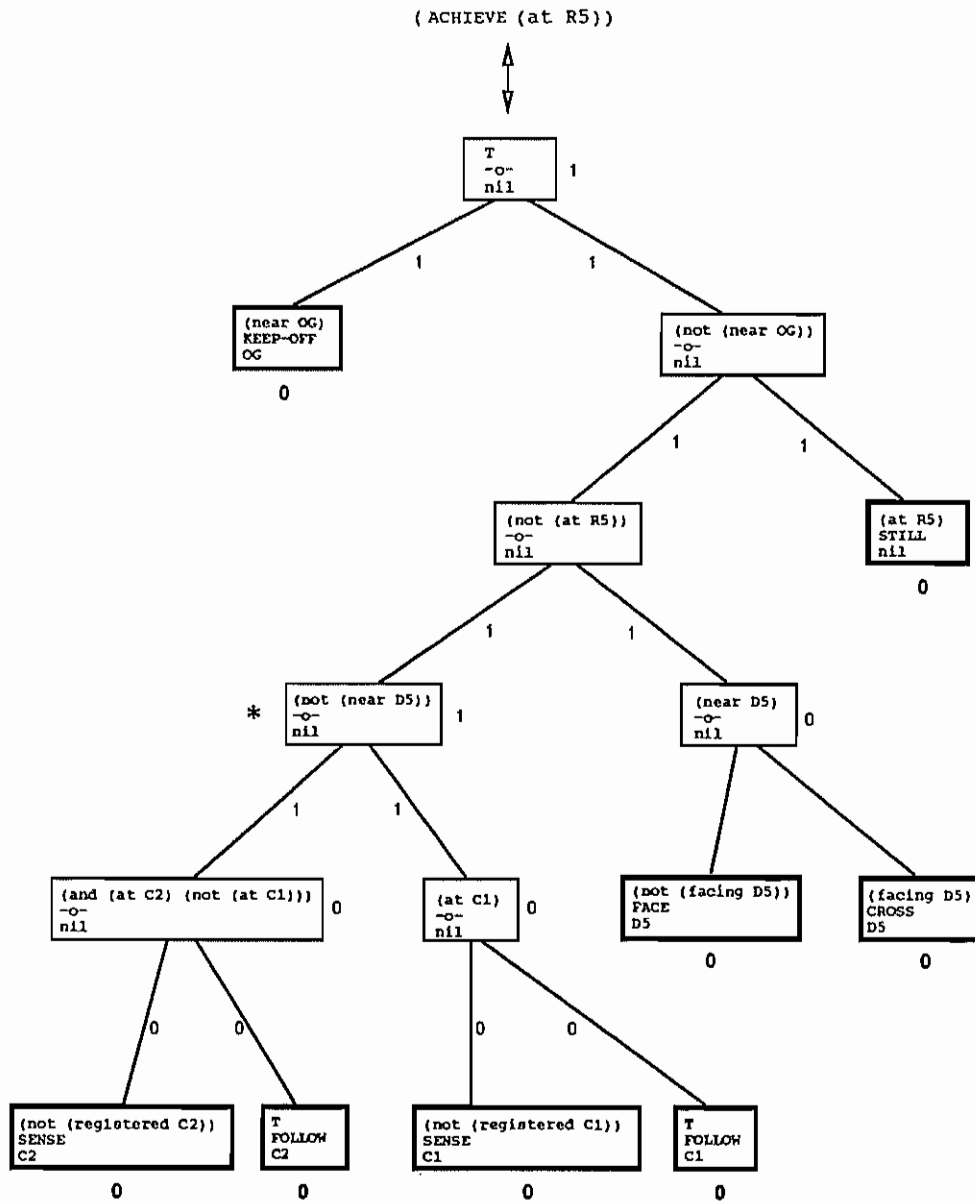 (ACHIEVE (at R5))
T
-o-
nil
1
1
1
(near OG)
KEEP-OFF
OG
0
(not (near OG))
-o-
nil
1
1
(not (at R5))
-o-
nil
(at R5)
STILL
nil
0
1
1
*
(not (near D5))
-o-
nil
1
(near D5)
-o-
nil
0
1
1
(and (at C2) (not (at C1)))
-o-
nil
0
(at C1)
-o-
nil
0
(not (facing D5))
FACE
D5
0
(facing D5)
CROSS
D5
0
0
0
0
0
(not (registered C2))
SENSE
C2
0
T
FOLLOW
C2
0
(not (registered C1))
SENSE
C1
0
T
FOLLOW
C1
0